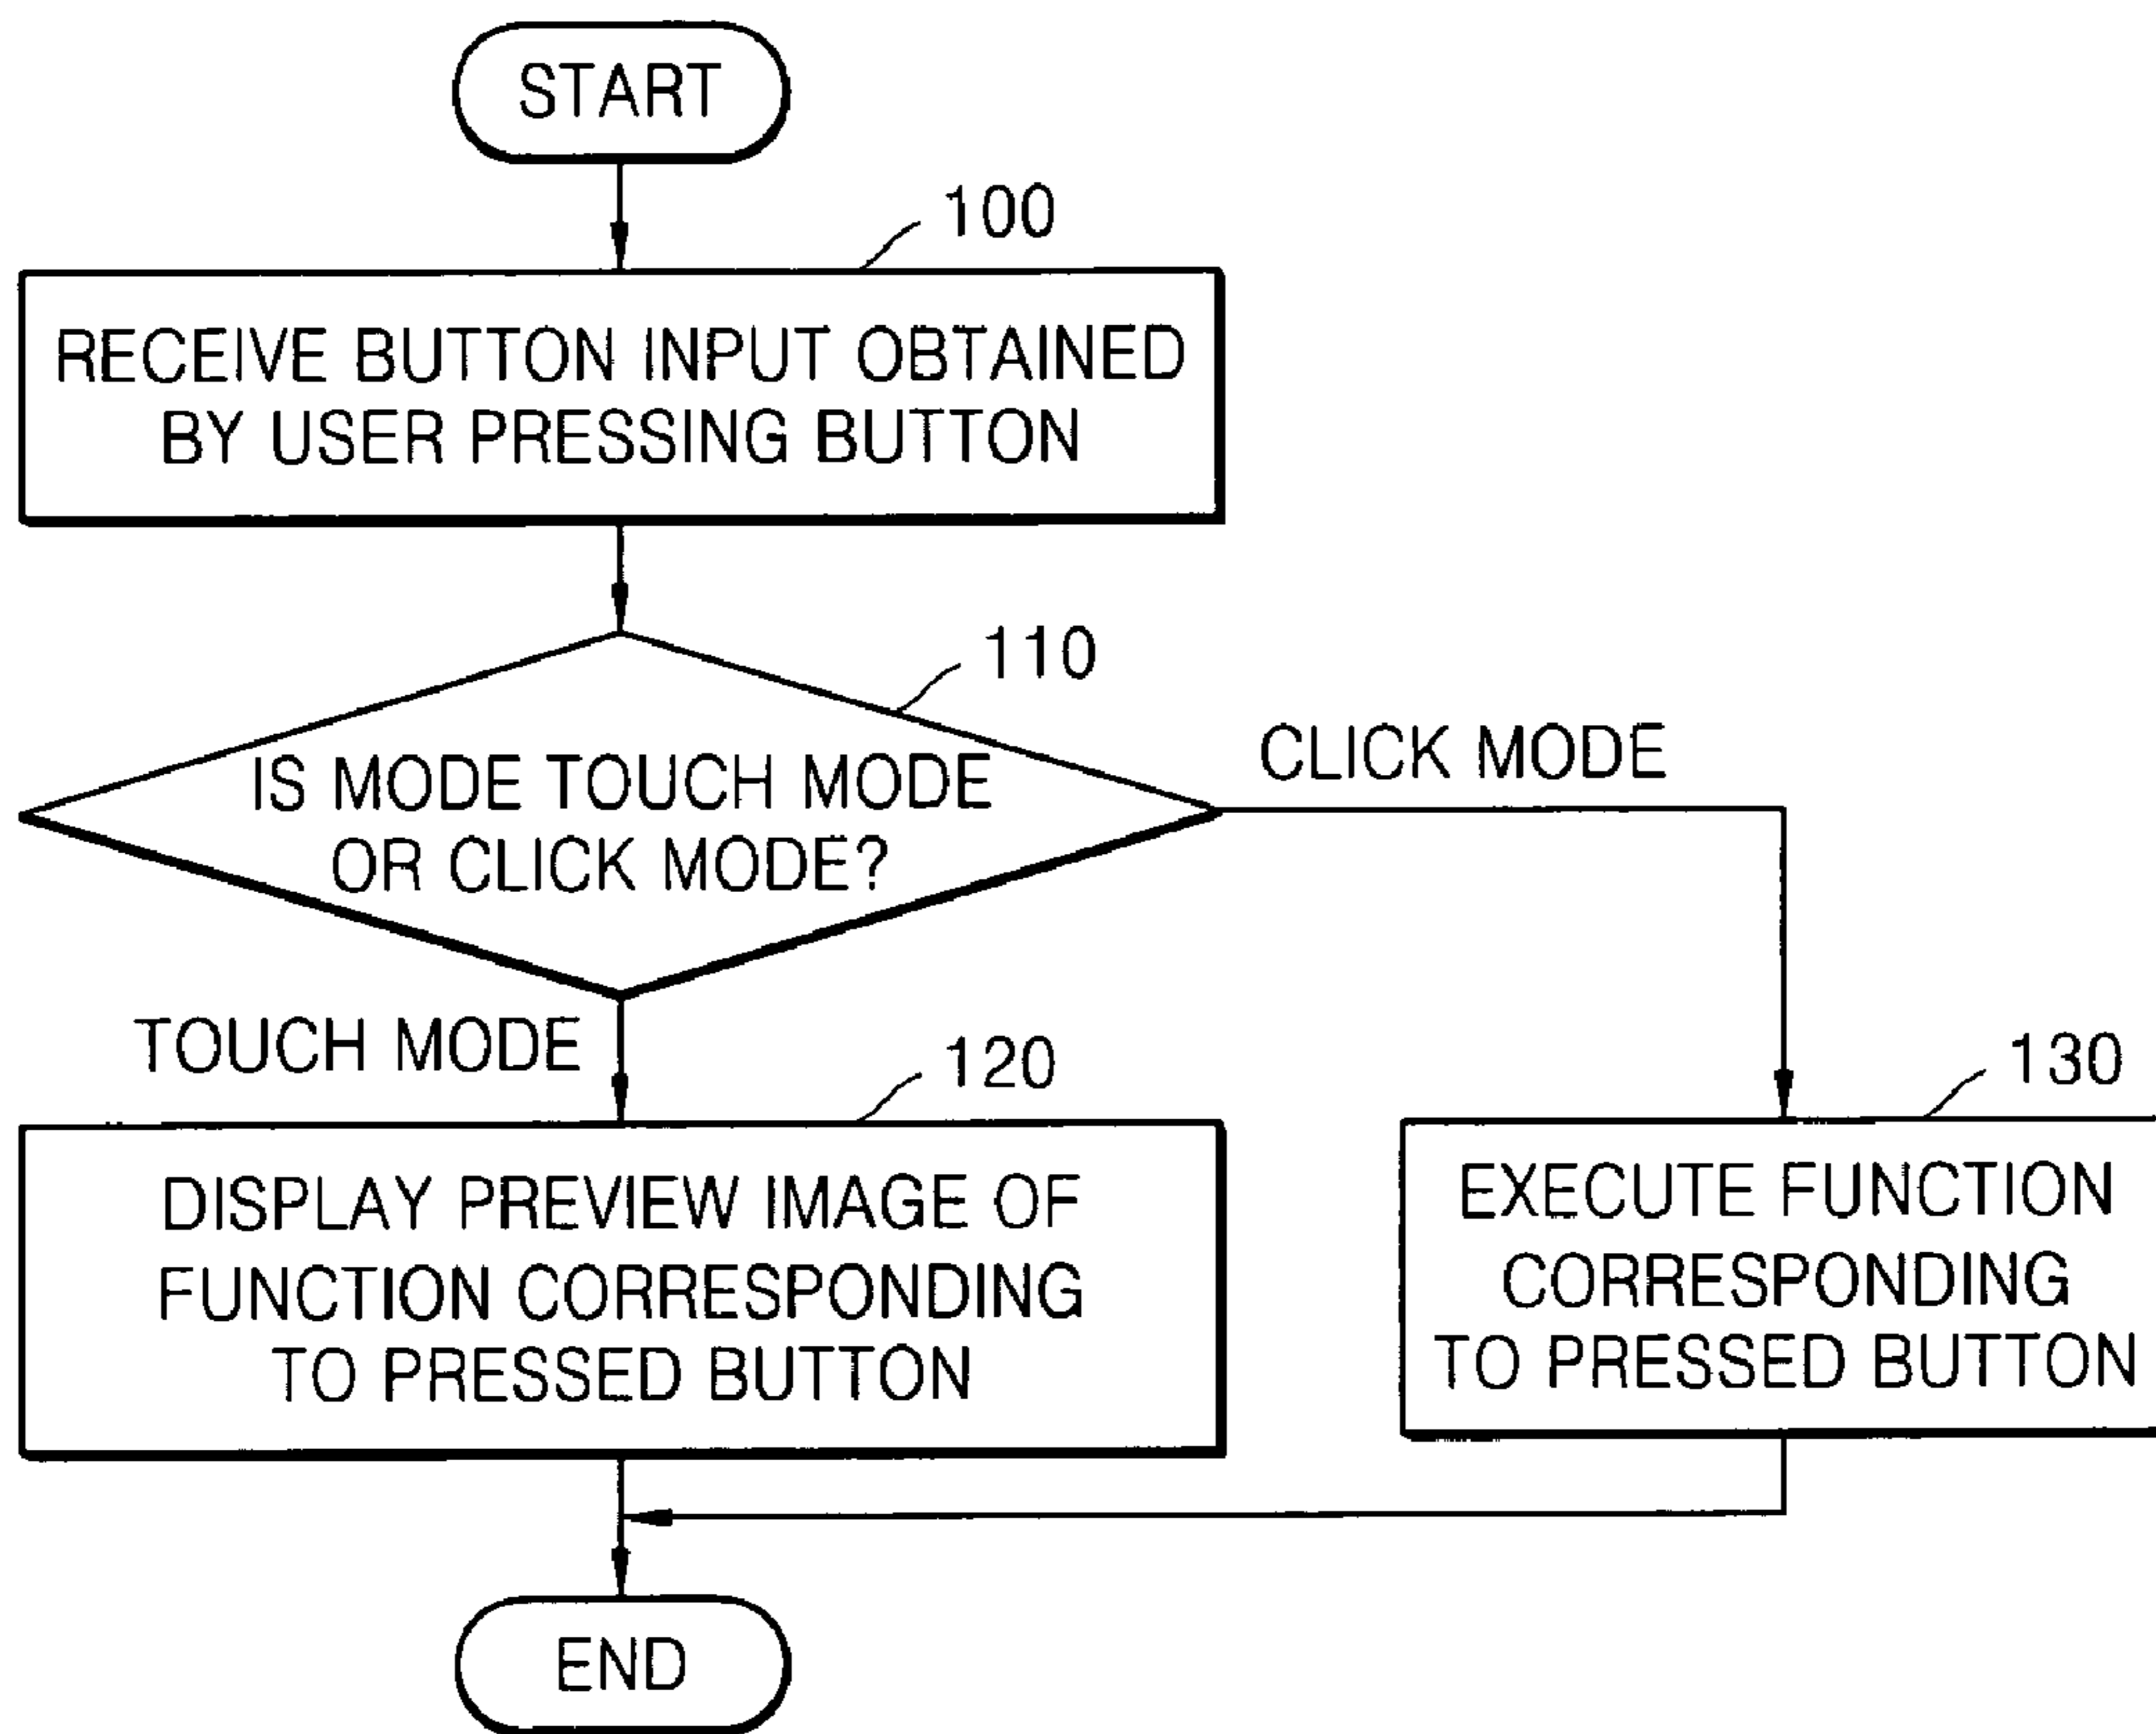 START
100
RECEIVE BUTTON INPUT OBTAINED
BY USER PRESSING BUTTON
110
IS MODE TOUCH MODE
OR CLICK MODE?
CLICK MODE
TOUCH MODE
120
DISPLAY PREVIEW IMAGE OF
FUNCTION CORRESPONDING
TO PRESSED BUTTON
130
EXECUTE FUNCTION
CORRESPONDING
TO PRESSED BUTTON
END